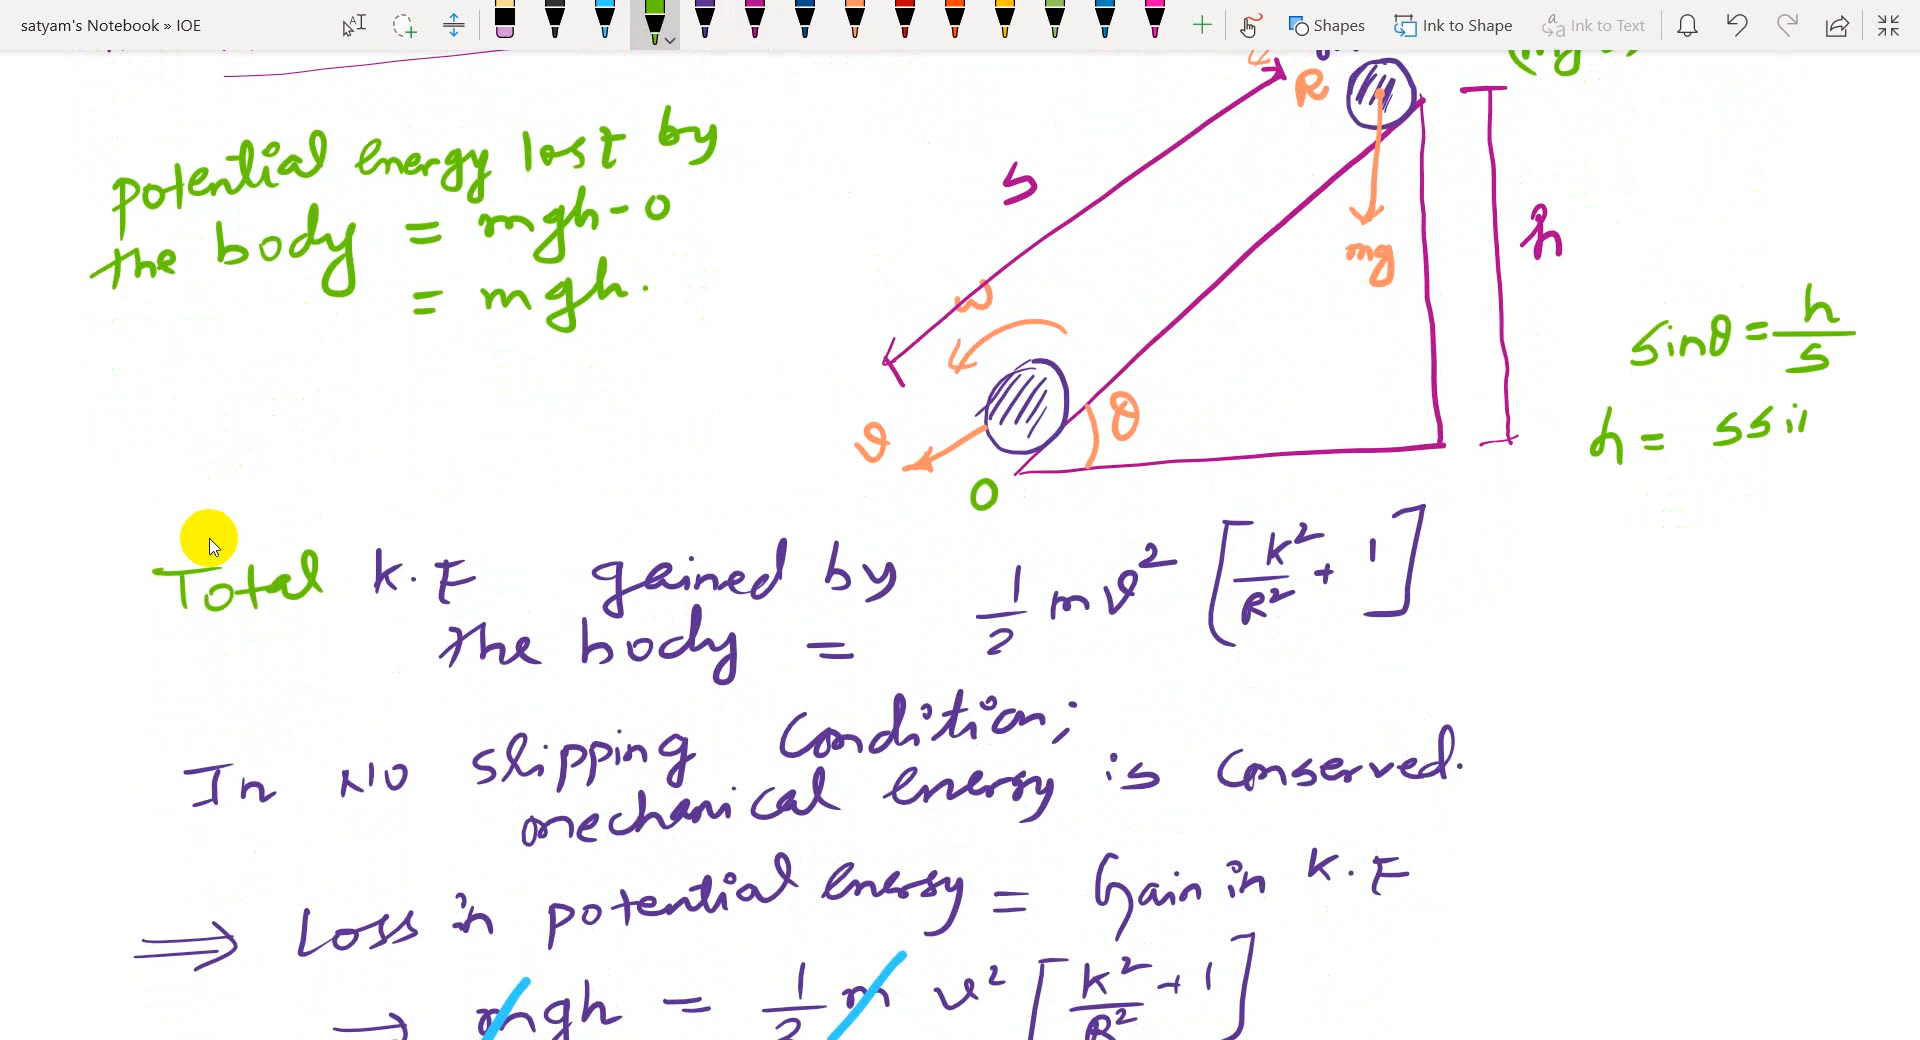 satyam's Notebook » IOE
Shapes
Ink to Shape
Ink to Text
R
s
mg
h
ω
θ
v
O
potential energy lost by
the body = mgh - 0
= mgh.
sinθ = h/s
h = s si
Total K.E gained by
the body = 1/2 mv² [K²/R² + 1]
In No slipping condition;
mechanical energy is conserved.
⇒ Loss in potential energy = Gain in K.E
⇒ mgh = 1/2 m v² [K²/R² + 1]